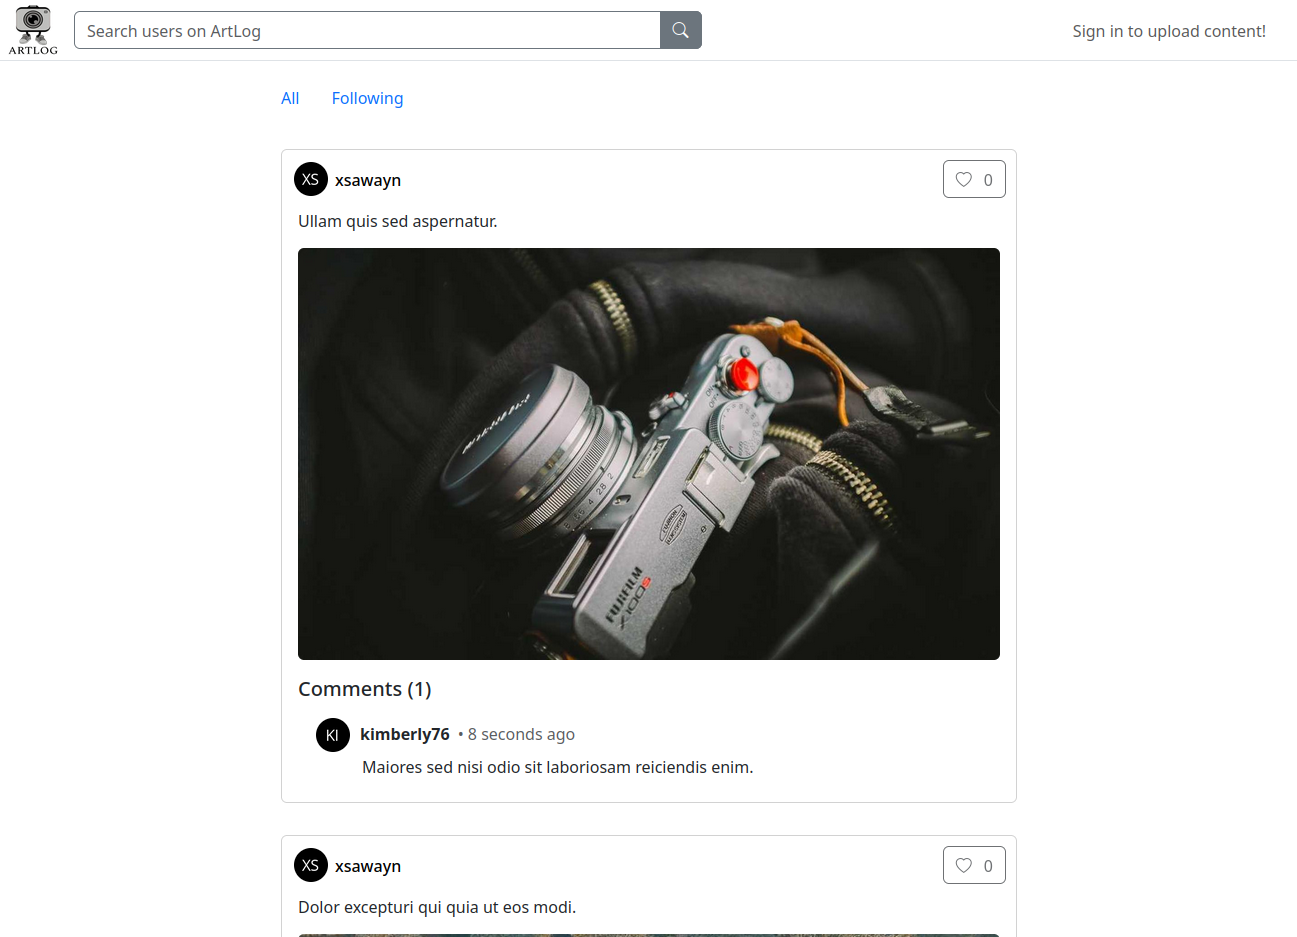 ARTLOG
Search users on ArtLog
Sign in to upload content!
All
Following
XS
xsawayn
0
Ullam quis sed aspernatur.
FUJIFILM
X100S
Comments (1)
KI
kimberly76 • 8 seconds ago
Maiores sed nisi odio sit laboriosam reiciendis enim.
XS
xsawayn
0
Dolor excepturi qui quia ut eos modi.